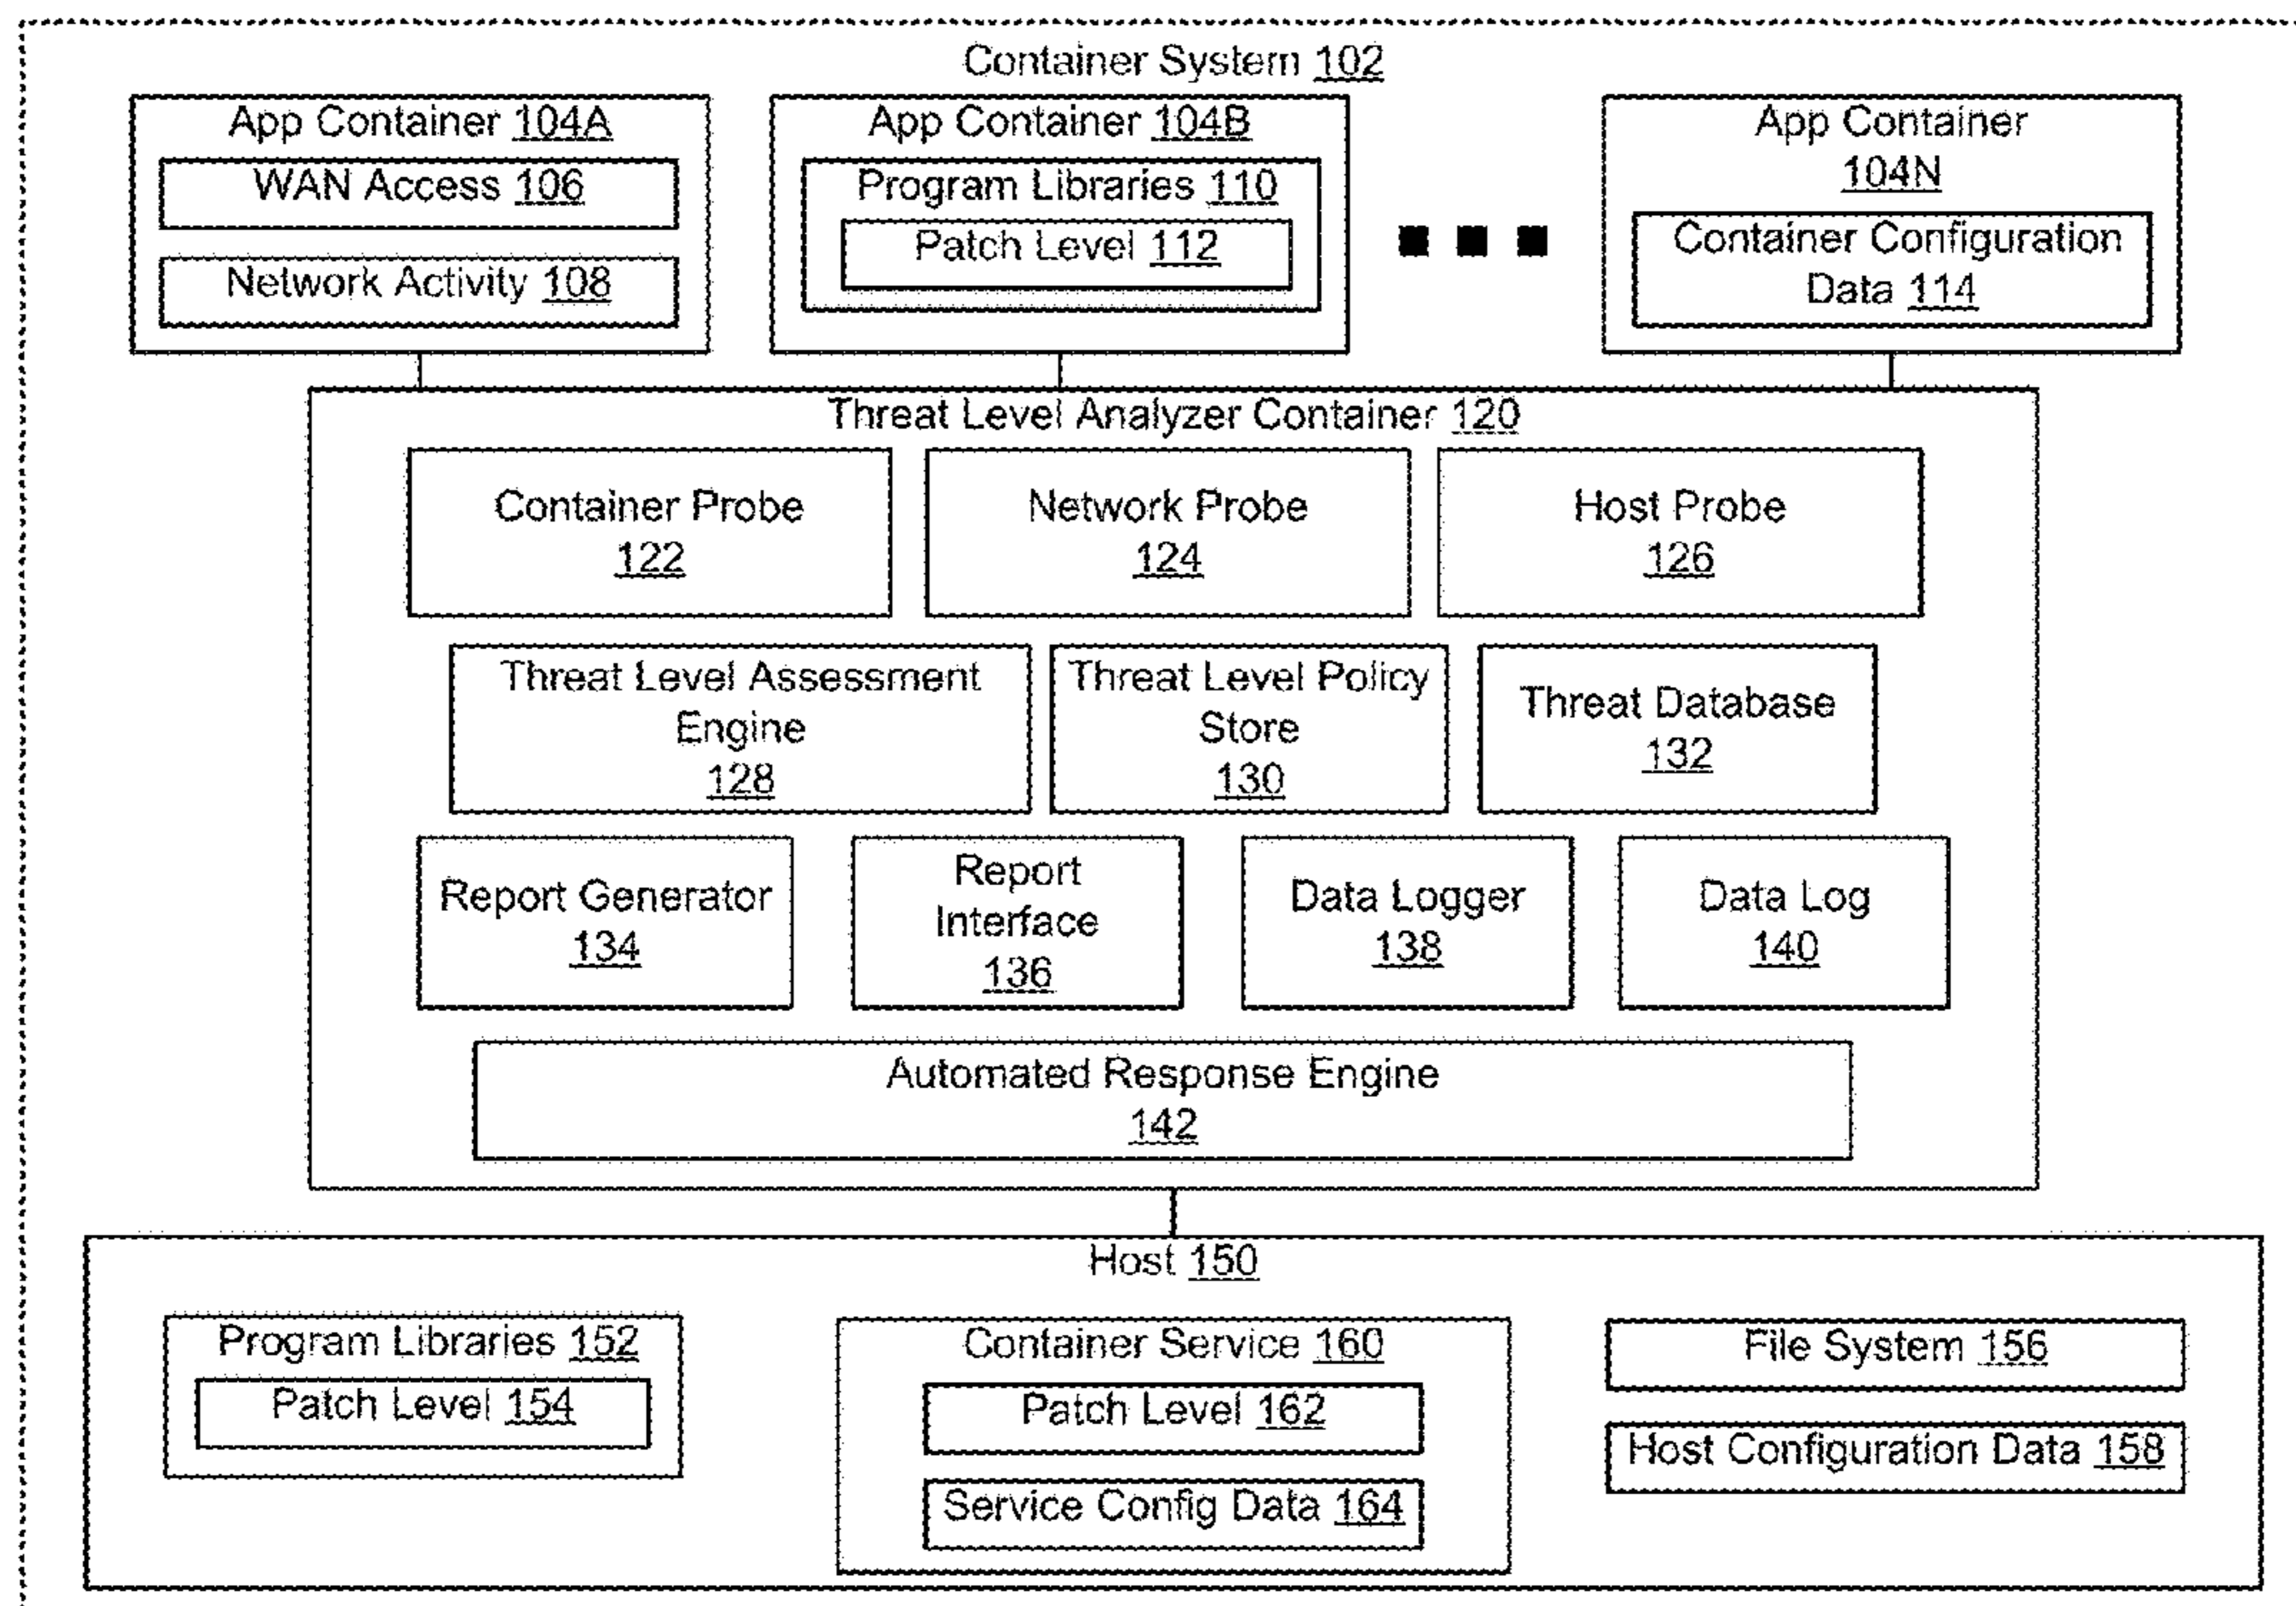 Container System 102
App Container 104A
WAN Access 106
Network Activity 108
App Container 104B
Program Libraries 110
Patch Level 112
App Container
104N
Container Configuration
Data 114
Threat Level Analyzer Container 120
Container Probe
122
Network Probe
124
Host Probe
126
Threat Level Assessment
Engine
128
Threat Level Policy
Store
130
Threat Database
132
Report Generator
134
Report
Interface
136
Data Logger
138
Data Log
140
Automated Response Engine
142
Host 150
Program Libraries 152
Patch Level 154
Container Service 160
Patch Level 162
Service Config Data 164
File System 156
Host Configuration Data 158